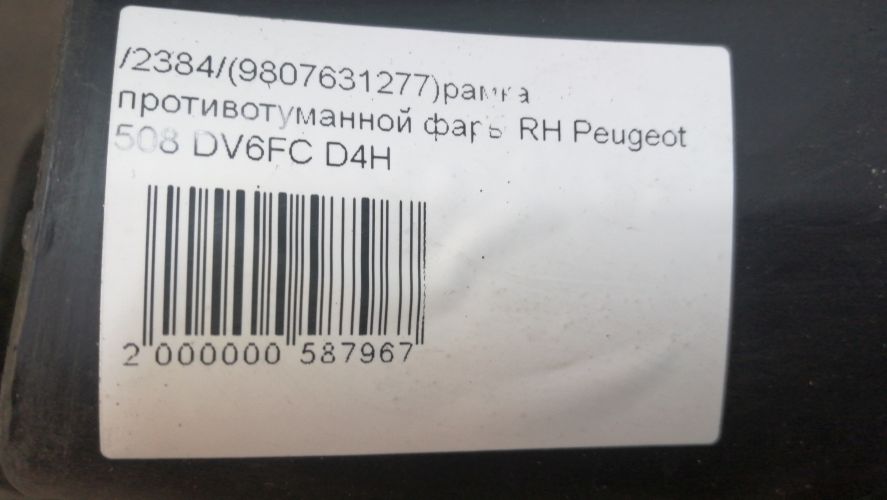 /2384/(9807631277)рамка
противотуманной фары RH Peugeot
508 DV6FC D4H
2 000000 587967